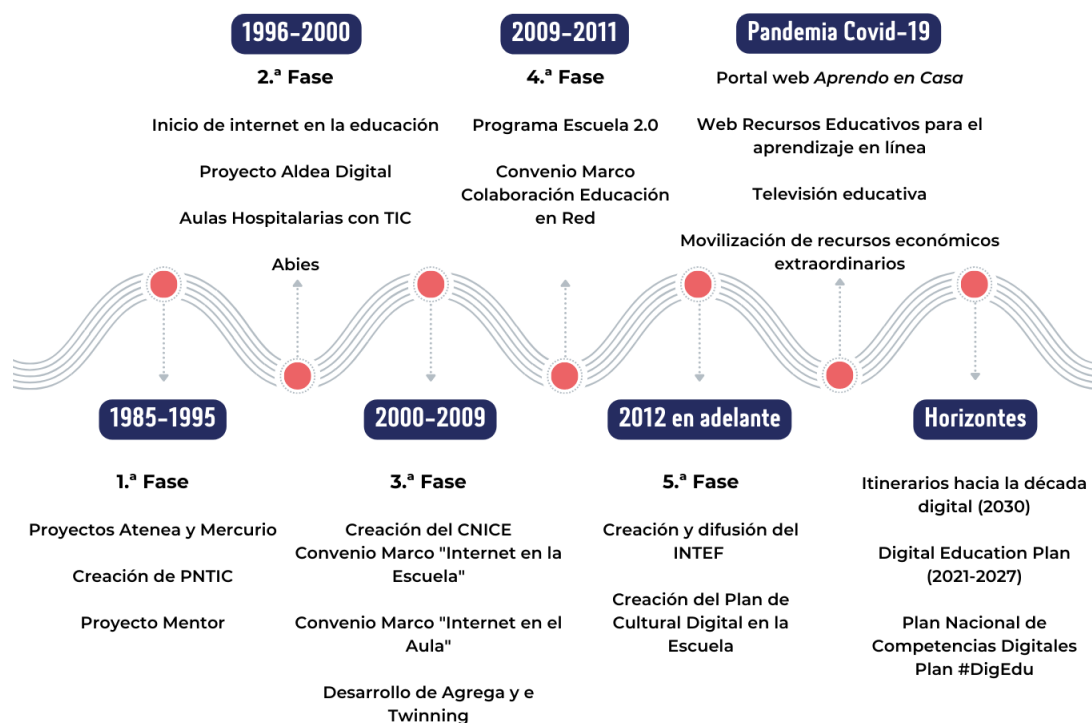 1996-2000
2.ª Fase
Inicio de internet en la educación
Proyecto Aldea Digital
Aulas Hospitalarias con TIC
Abies
2009-2011
4.ª Fase
Programa Escuela 2.0
Convenio Marco
Colaboración Educación
en Red
Pandemia Covid-19
Portal web Aprendo en Casa
Web Recursos Educativos para el
aprendizaje en línea
Televisión educativa
Movilización de recursos económicos
extraordinarios
1985-1995
1.ª Fase
Proyectos Atenea y Mercurio
Creación de PNTIC
Proyecto Mentor
2000-2009
3.ª Fase
Creación del CNICE
Convenio Marco "Internet en la
Escuela"
Convenio Marco "Internet en el
Aula"
Desarrollo de Agrega y e
Twinning
2012 en adelante
5.ª Fase
Creación y difusión del
INTEF
Creación del Plan de
Cultural Digital en la
Escuela
Horizontes
Itinerarios hacia la década
digital (2030)
Digital Education Plan
(2021-2027)
Plan Nacional de
Competencias Digitales
Plan #DigEdu